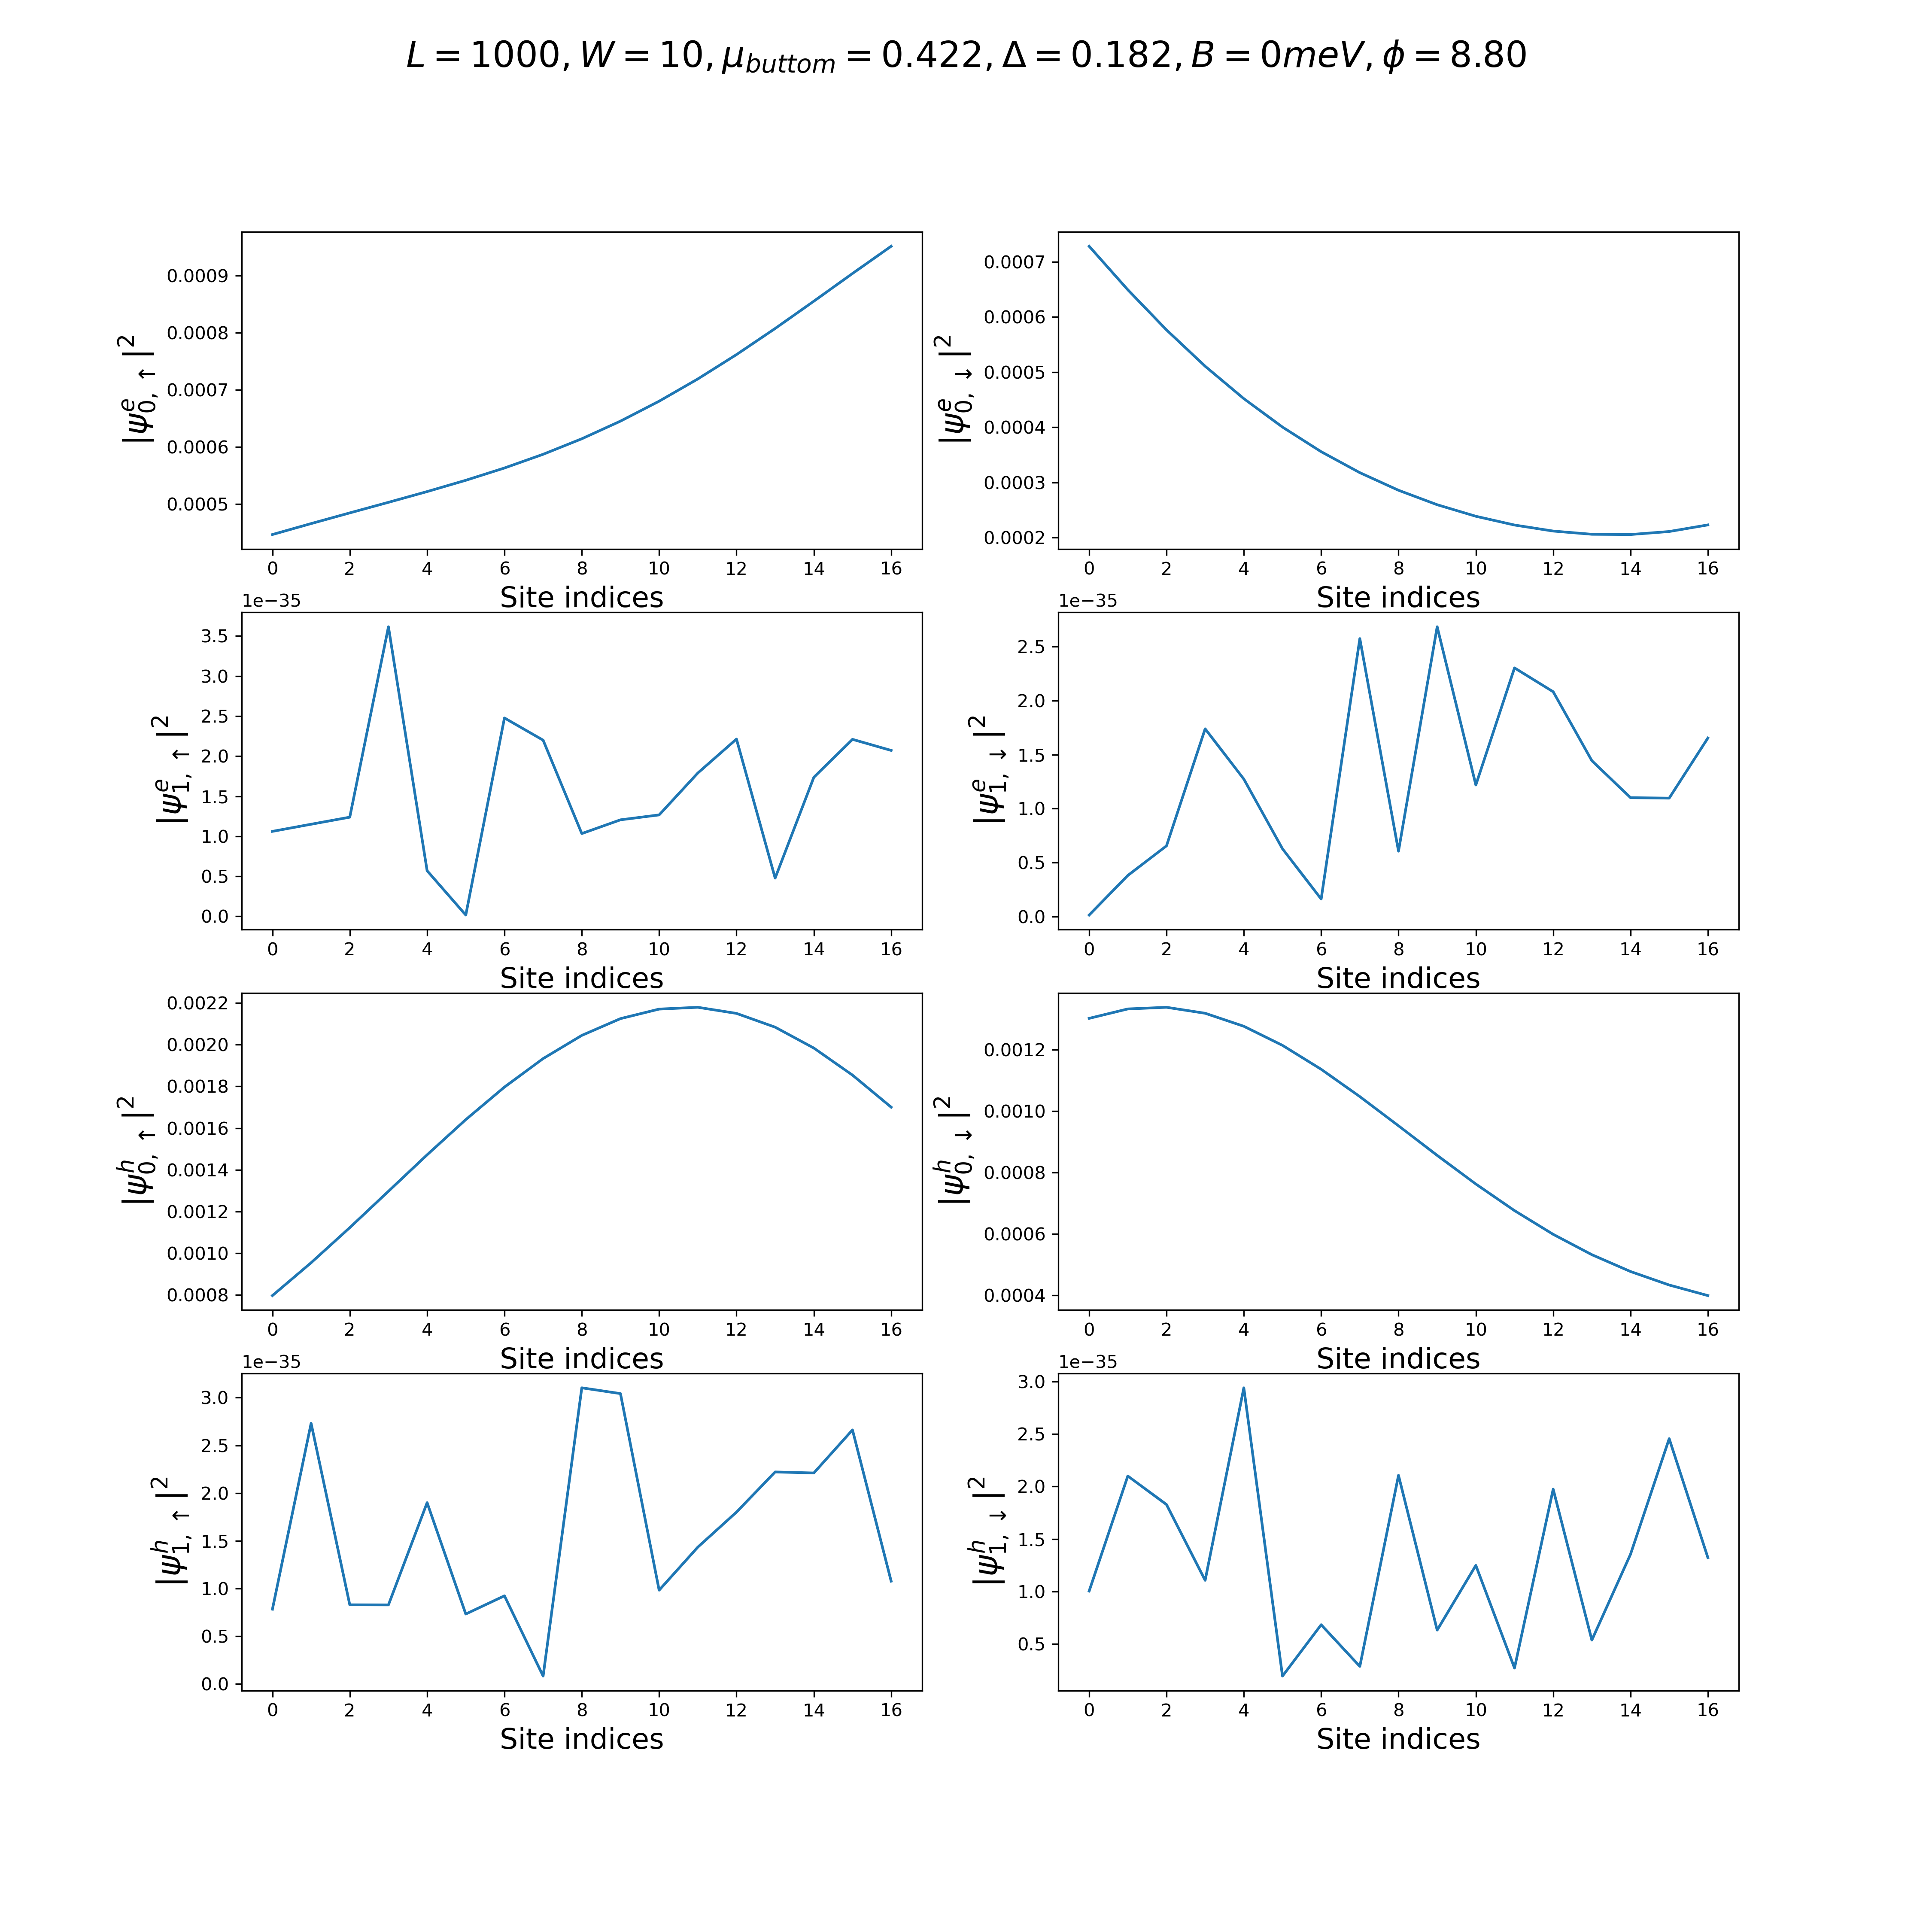 L = 1000, W = 10, μ_buttom = 0.422, Δ = 0.182, B = 0meV, ϕ = 8.80
|ψ^e_{0,↑}|^2
0.0009
0.0008
0.0007
0.0006
0.0005
0 2 4 6 8 10 12 14 16
Site indices
|ψ^e_{0,↓}|^2
0.0007
0.0006
0.0005
0.0004
0.0003
0.0002
0 2 4 6 8 10 12 14 16
Site indices
1e−35
|ψ^e_{1,↑}|^2
3.5
3.0
2.5
2.0
1.5
1.0
0.5
0.0
0 2 4 6 8 10 12 14 16
Site indices
1e−35
|ψ^e_{1,↓}|^2
2.5
2.0
1.5
1.0
0.5
0.0
0 2 4 6 8 10 12 14 16
Site indices
|ψ^h_{0,↑}|^2
0.0022
0.0020
0.0018
0.0016
0.0014
0.0012
0.0010
0.0008
0 2 4 6 8 10 12 14 16
Site indices
|ψ^h_{0,↓}|^2
0.0012
0.0010
0.0008
0.0006
0.0004
0 2 4 6 8 10 12 14 16
Site indices
1e−35
|ψ^h_{1,↑}|^2
3.0
2.5
2.0
1.5
1.0
0.5
0.0
0 2 4 6 8 10 12 14 16
Site indices
1e−35
|ψ^h_{1,↓}|^2
3.0
2.5
2.0
1.5
1.0
0.5
0 2 4 6 8 10 12 14 16
Site indices